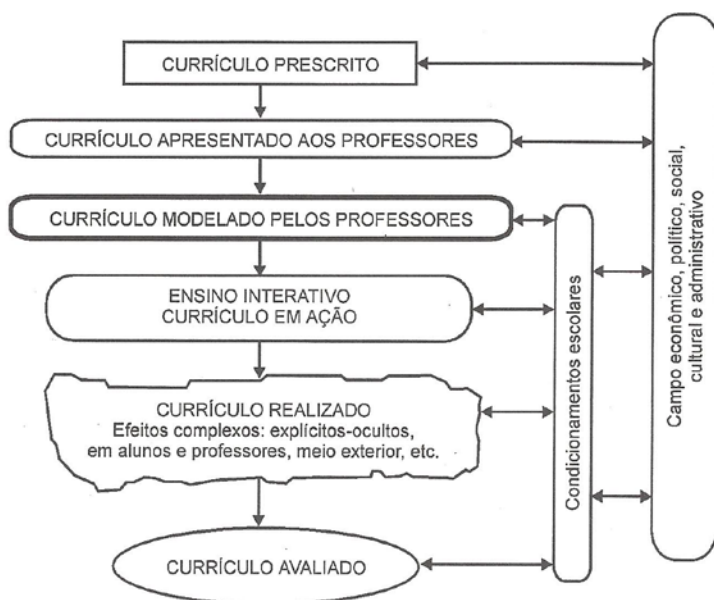 CURRÍCULO PRESCRITO
CURRÍCULO APRESENTADO AOS PROFESSORES
CURRÍCULO MODELADO PELOS PROFESSORES
ENSINO INTERATIVO
CURRÍCULO EM AÇÃO
CURRÍCULO REALIZADO
Efeitos complexos: explícitos-ocultos,
em alunos e professores, meio exterior, etc.
CURRÍCULO AVALIADO
Condicionamentos escolares
Campo econômico, político, social,
cultural e administrativo